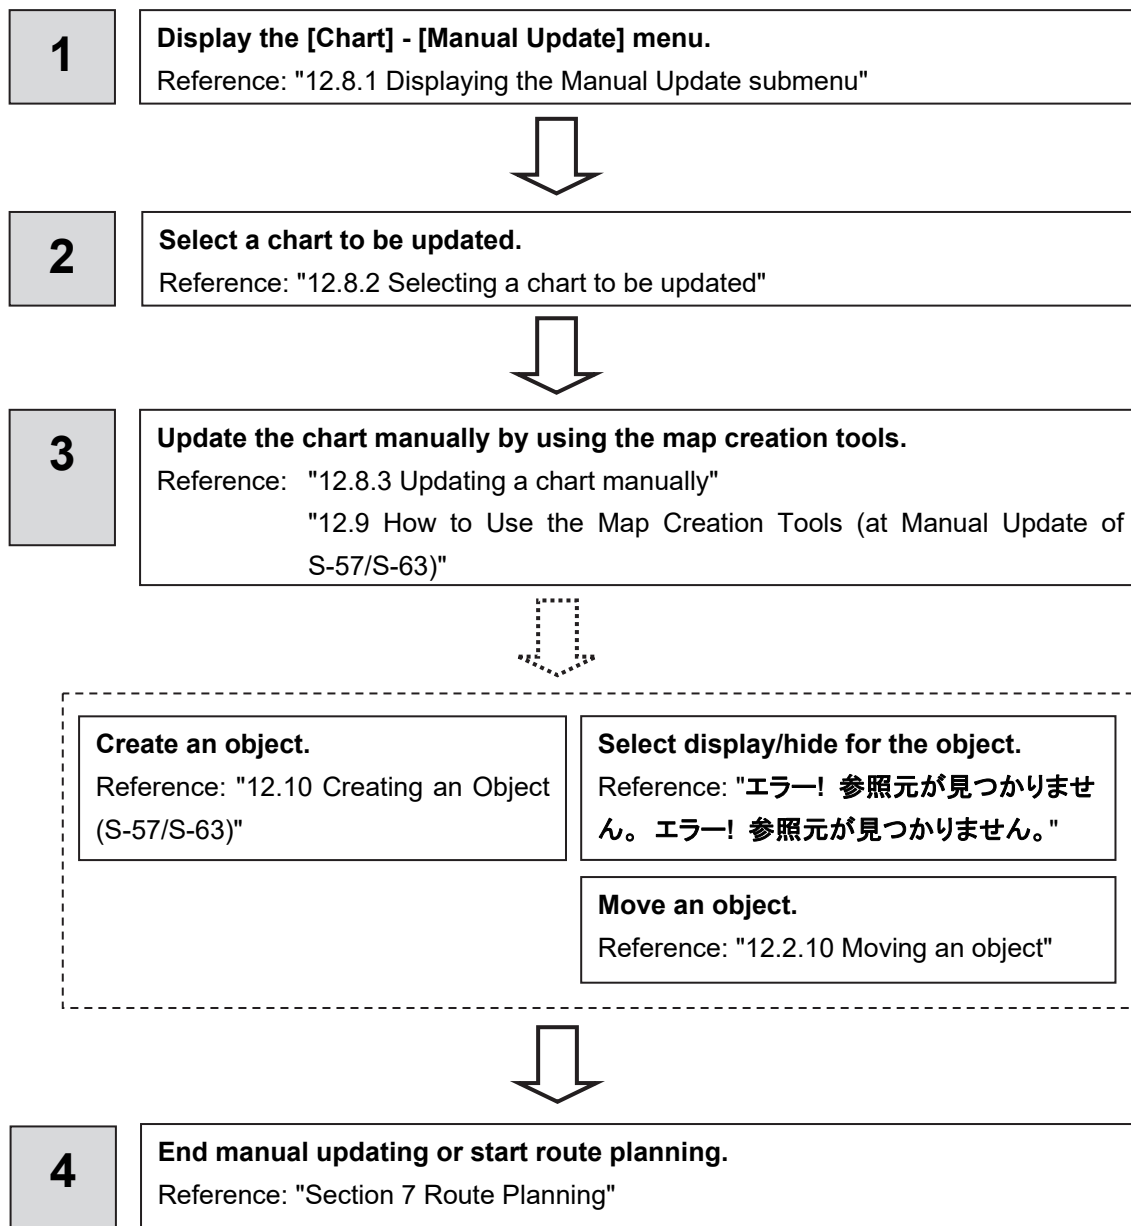 1
Display the [Chart] - [Manual Update] menu.
Reference: "12.8.1 Displaying the Manual Update submenu"
2
Select a chart to be updated.
Reference: "12.8.2 Selecting a chart to be updated"
3
Update the chart manually by using the map creation tools.
Reference: "12.8.3 Updating a chart manually"
"12.9 How to Use the Map Creation Tools (at Manual Update of
S-57/S-63)"
Create an object.
Reference: "12.10 Creating an Object
(S-57/S-63)"
Select display/hide for the object.
Reference: "エラー! 参照元が見つかりませ
ん。 エラー! 参照元が見つかりません。"
Move an object.
Reference: "12.2.10 Moving an object"
4
End manual updating or start route planning.
Reference: "Section 7 Route Planning"